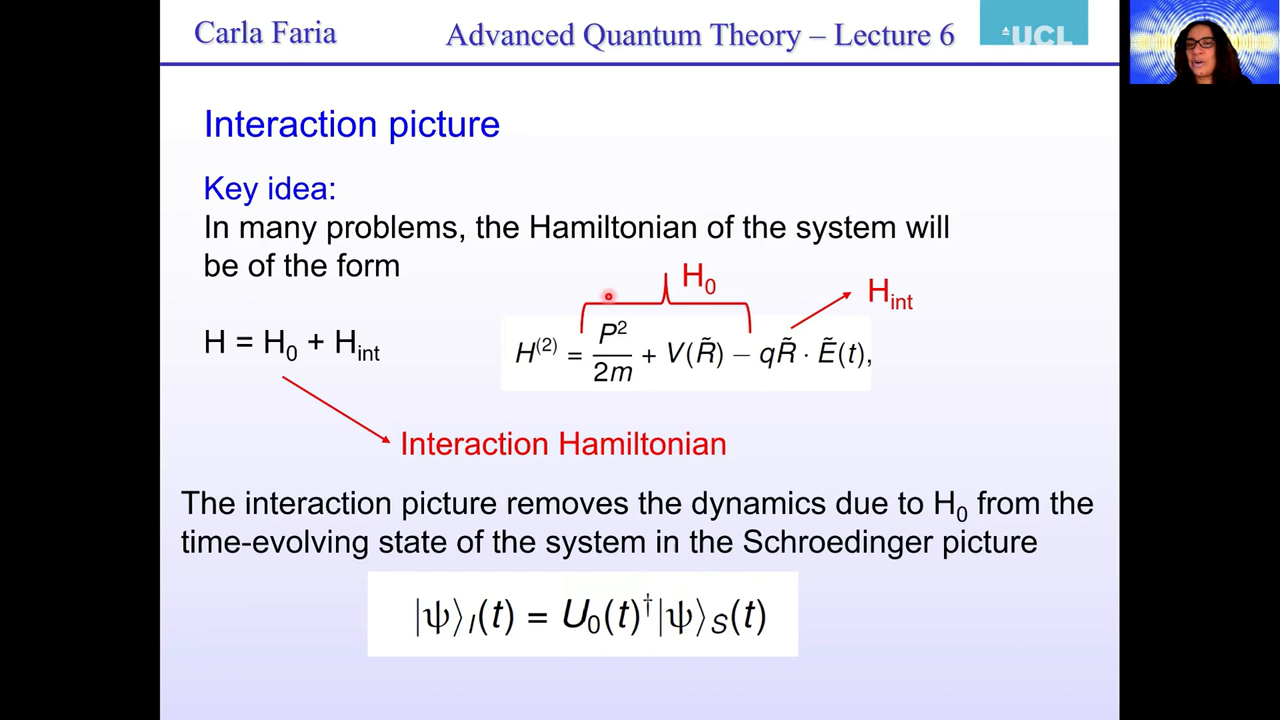 Carla Faria
Advanced Quantum Theory – Lecture 6
UCL
Interaction picture
Key idea:
In many problems, the Hamiltonian of the system will
be of the form
H₀
H_int
H = H₀ + H_int
H⁽²⁾ = P²/2m + V(R̃) − qR̃ · Ẽ(t),
Interaction Hamiltonian
The interaction picture removes the dynamics due to H₀ from the
time-evolving state of the system in the Schroedinger picture
|ψ⟩_I(t) = U₀(t)†|ψ⟩_S(t)